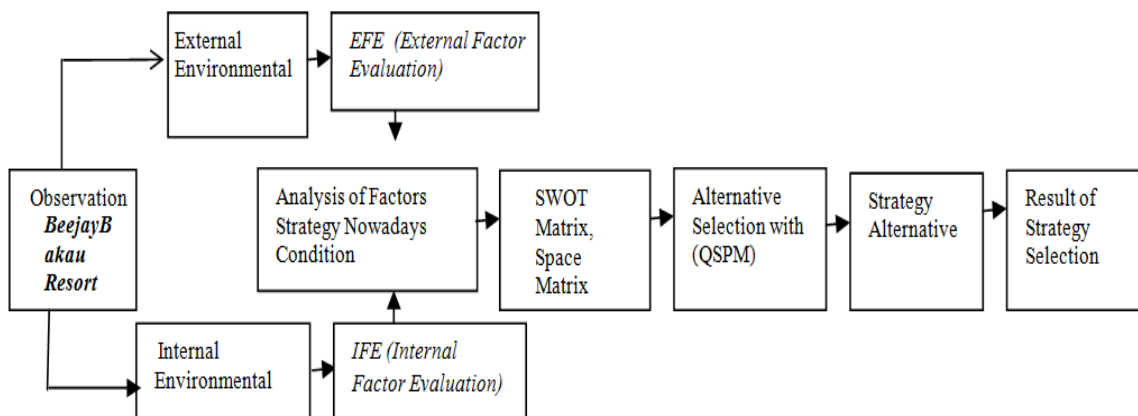 External
Environmental
EFE (External Factor
Evaluation)
Observation
BeejayB
akau
Resort
Analysis of Factors
Strategy Nowadays
Condition
SWOT
Matrix,
Space
Matrix
Alternative
Selection with
(QSPM)
Strategy
Alternative
Result of
Strategy
Selection
Internal
Environmental
IFE (Internal
Factor Evaluation)